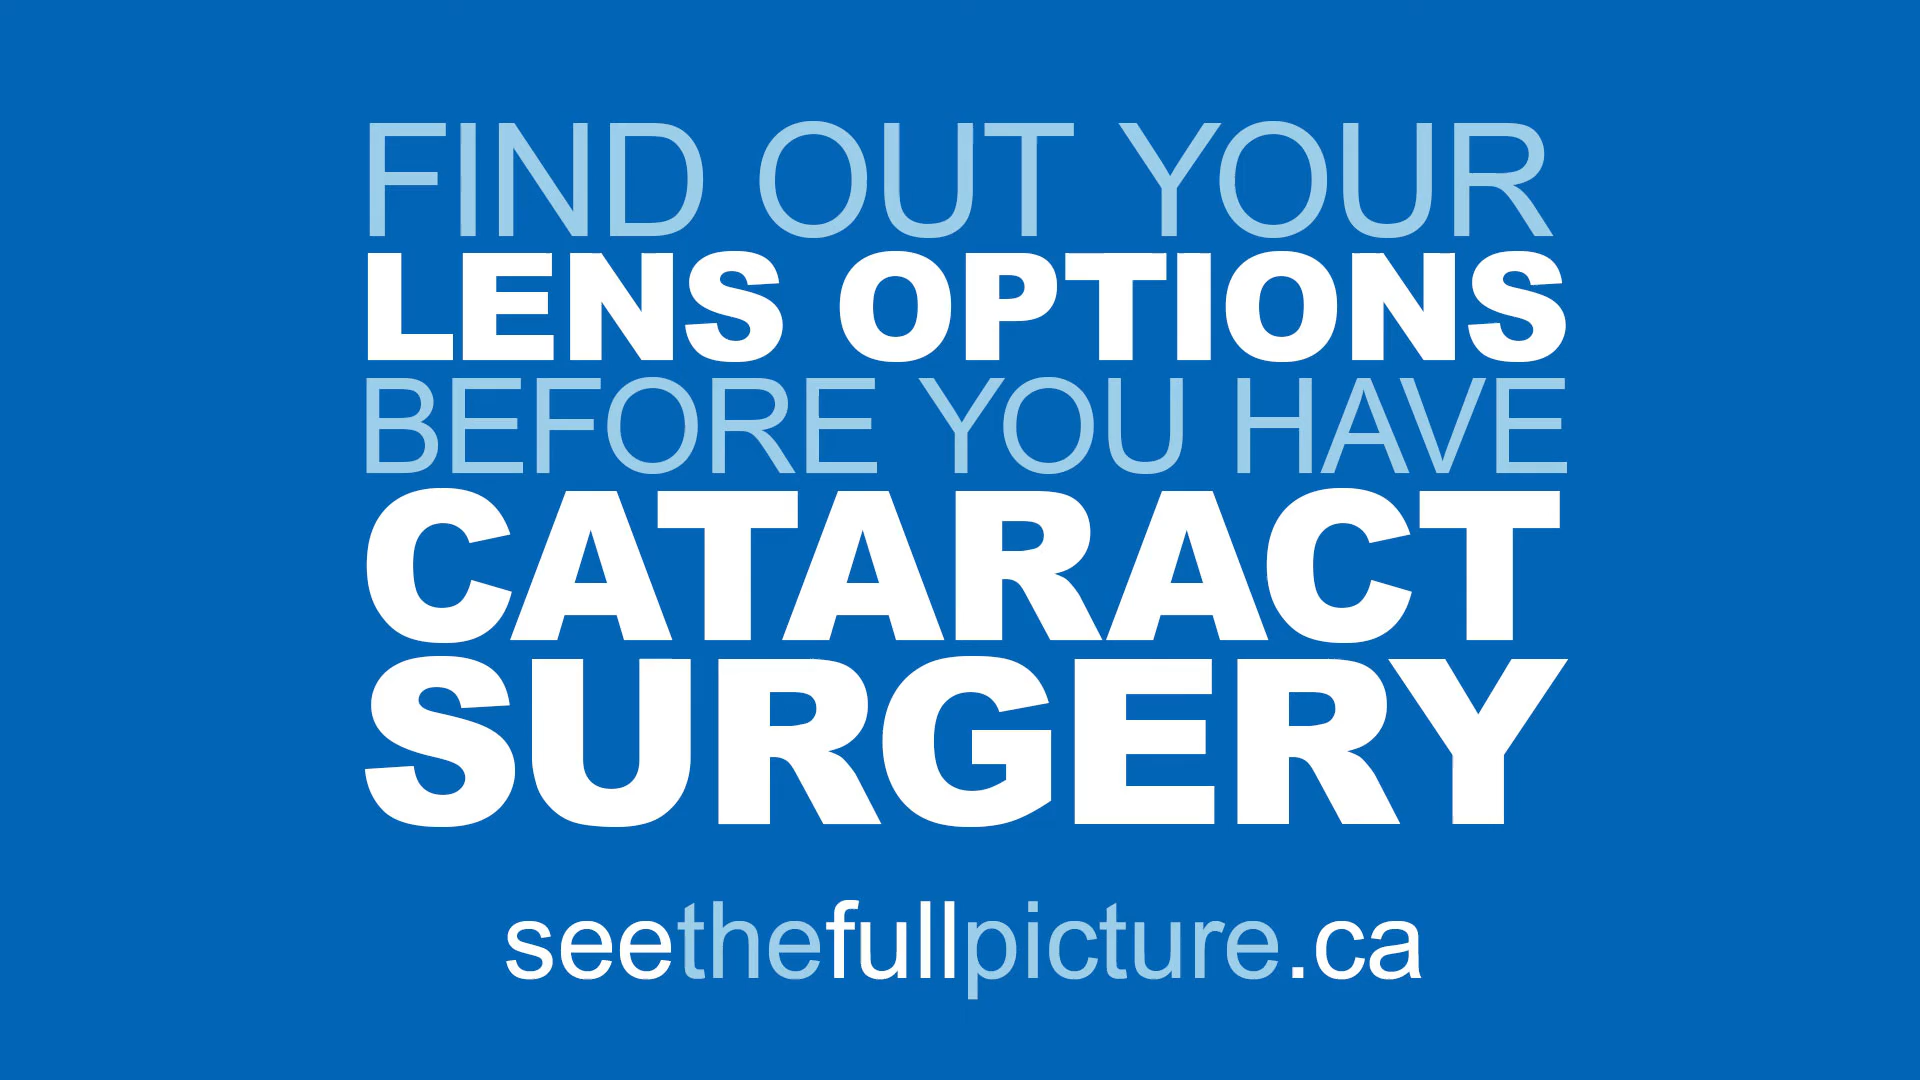 FIND OUT YOUR
LENS OPTIONS
BEFORE YOU HAVE
CATARACT
SURGERY
seethefullpicture.ca